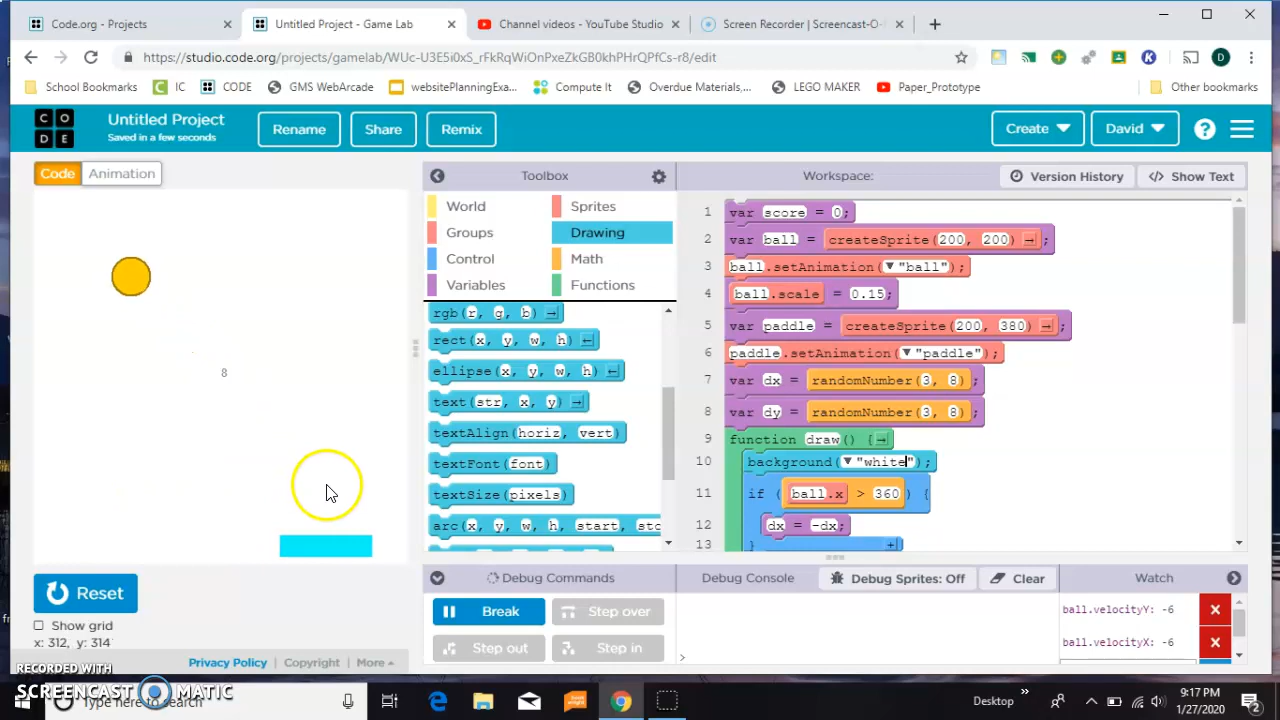 Code.org - Projects
Untitled Project - Game Lab
Channel videos - YouTube Studio
Screen Recorder | Screencast-O-
https://studio.code.org/projects/gamelab/WUc-U3E5i0xS_rFkRqWiOnPxeZkGB0khPHrQPfCs-r8/edit
D
School Bookmarks
IC
CODE
GMS WebArcade
websitePlanningExa...
Compute It
Overdue Materials,...
LEGO MAKER
Paper_Prototype
Other bookmarks
CODE
Untitled Project
Saved in a few seconds
Rename
Share
Remix
Create
David
?
Code
Animation
Toolbox
Workspace:
Version History
</> Show Text
World
Sprites
Groups
Drawing
Control
Math
Variables
Functions
rgb(r, g, b)
rect(x, y, w, h)
ellipse(x, y, w, h)
text(str, x, y)
textAlign(horiz, vert)
textFont(font)
textSize(pixels)
arc(x, y, w, h, start, sto
1 var score = 0;
2 var ball = createSprite(200, 200);
3 ball.setAnimation("ball");
4 ball.scale = 0.15;
5 var paddle = createSprite(200, 380);
6 paddle.setAnimation("paddle");
7 var dx = randomNumber(3, 8);
8 var dy = randomNumber(3, 8);
9 function draw() {
10 background("white");
11 if (ball.x > 360) {
12 dx = -dx;
13 }
8
Reset
Show grid
x: 312, y: 314
Privacy Policy
Copyright
More
Debug Commands
Break
Step over
Step out
Step in
Debug Console
Debug Sprites: Off
Clear
>
Watch
ball.velocityY: -6
ball.velocityX: -6
RECORDED WITH
SCREENCAST MATIC
Type here to search
Desktop
9:17 PM
1/27/2020
2